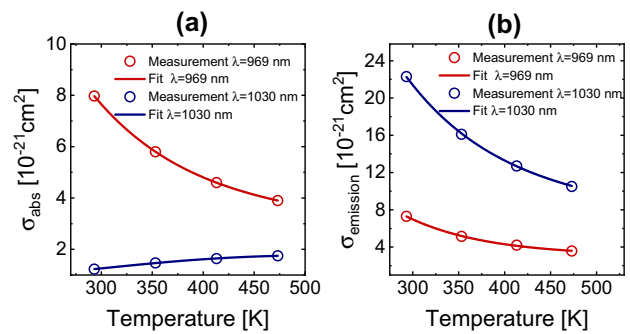 (a)
σabs [10⁻²¹cm²]
10
8
6
4
2
Measurement λ=969 nm
Fit λ=969 nm
Measurement λ=1030 nm
Fit λ=1030 nm
300 350 400 450 500
Temperature [K]
(b)
σemission [10⁻²¹cm²]
24
20
16
12
8
4
Measurement λ=969 nm
Fit λ=969 nm
Measurement λ=1030 nm
Fit λ=1030 nm
300 350 400 450 500
Temperature [K]